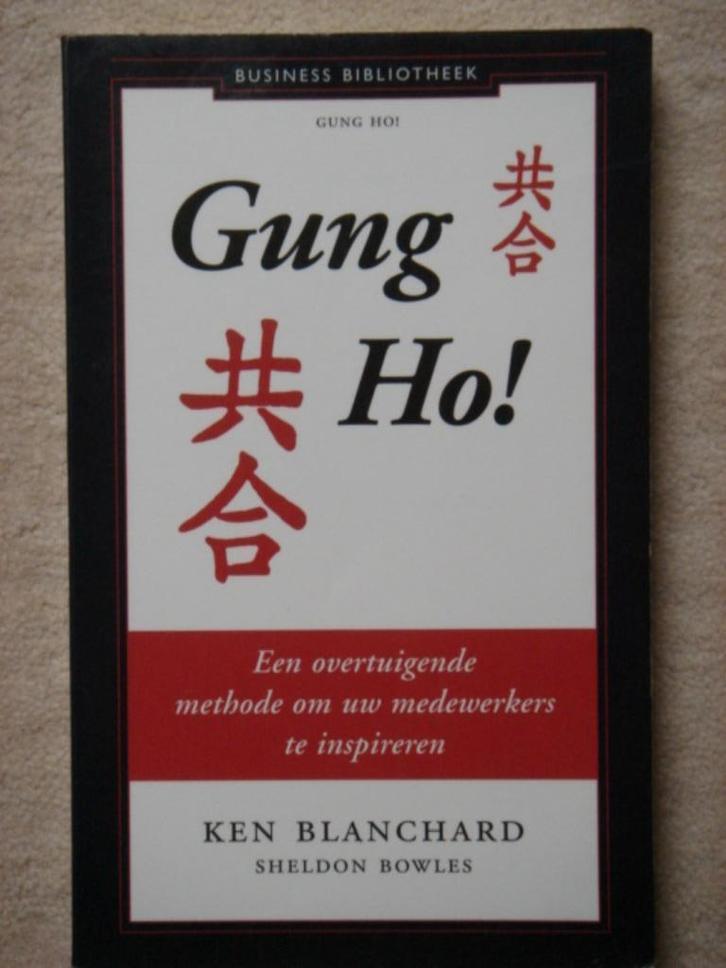 BUSINESS BIBLIOTHEEK
GUNG HO!
Gung
共合
Ho!
共合
Een overtuigende
methode om uw medewerkers
te inspireren
KEN BLANCHARD
SHELDON BOWLES